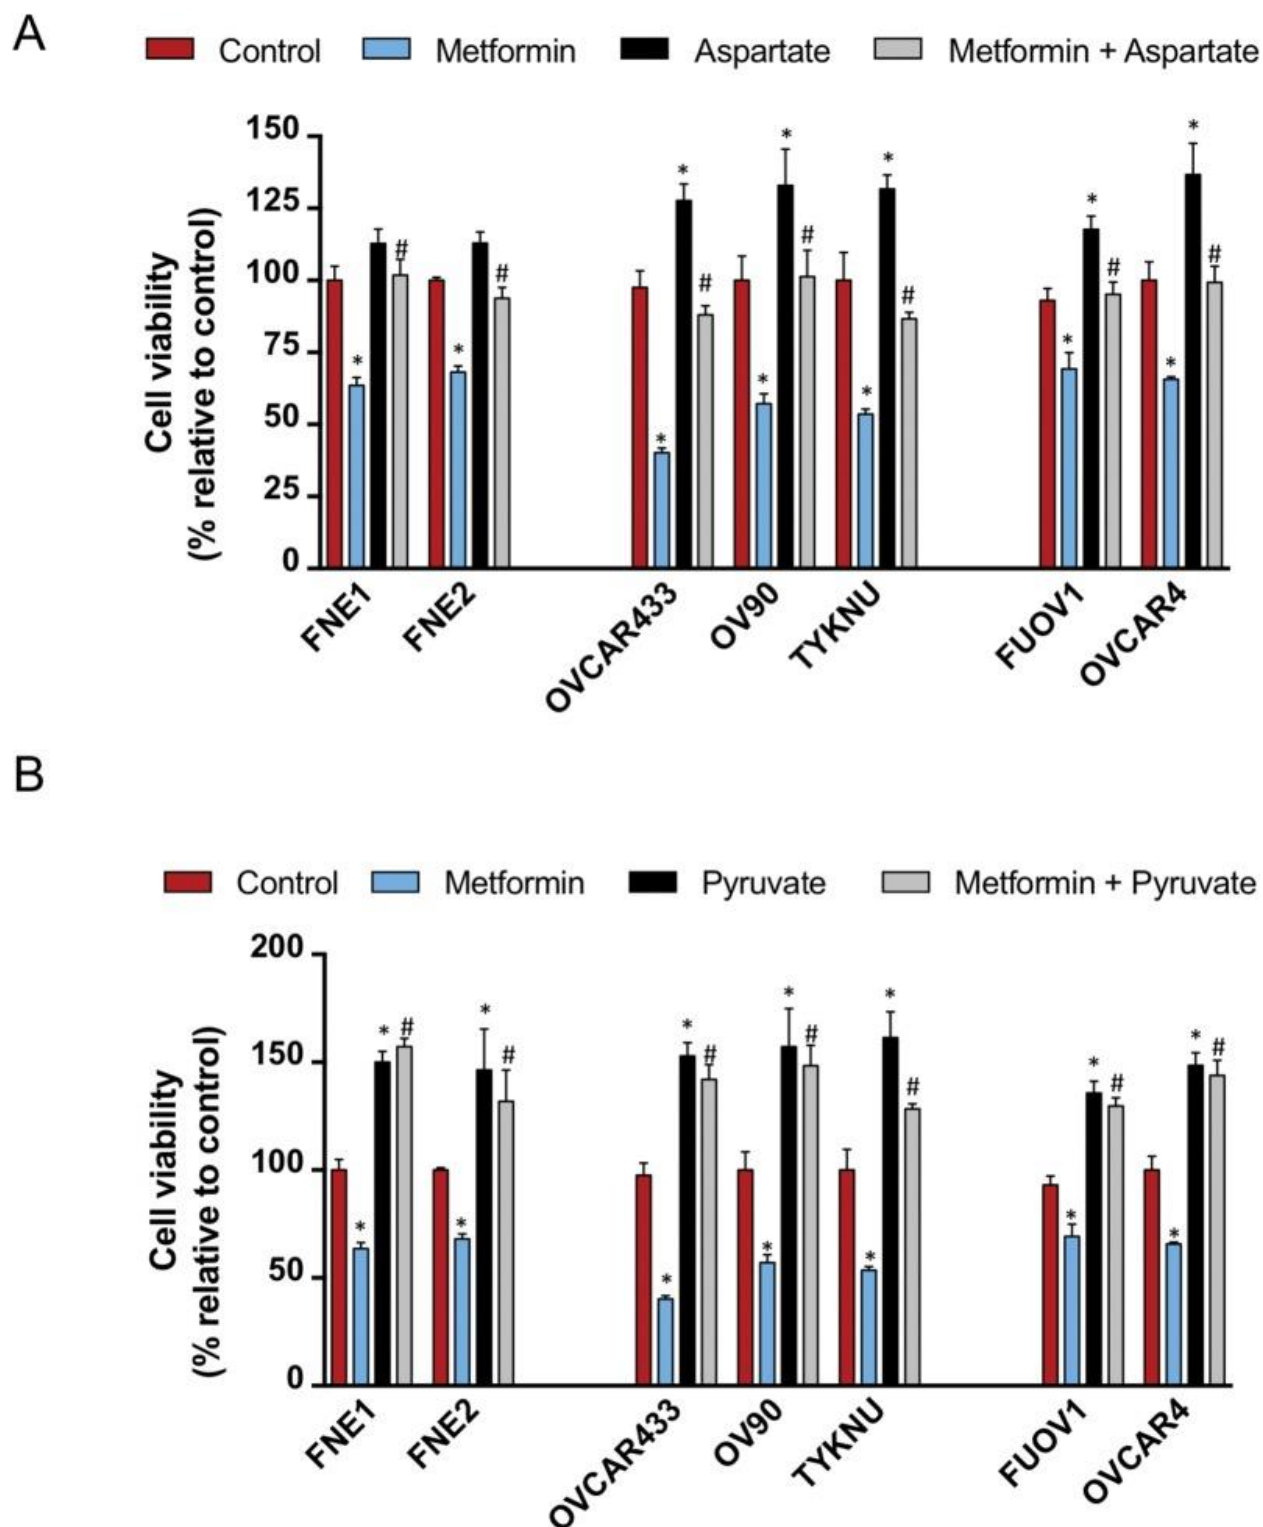 A
Control Metformin Aspartate Metformin + Aspartate
Cell viability
(% relative to control)
150
125
100
75
50
25
0
* # * # * * # * * # * * # * * # * * #
FNE1 FNE2 OVCAR433 OV90 TYKNU FUOV1 OVCAR4
B
Control Metformin Pyruvate Metformin + Pyruvate
Cell viability
(% relative to control)
200
150
100
50
0
* * # * * # * * # * * # * * # * * # * * #
FNE1 FNE2 OVCAR433 OV90 TYKNU FUOV1 OVCAR4